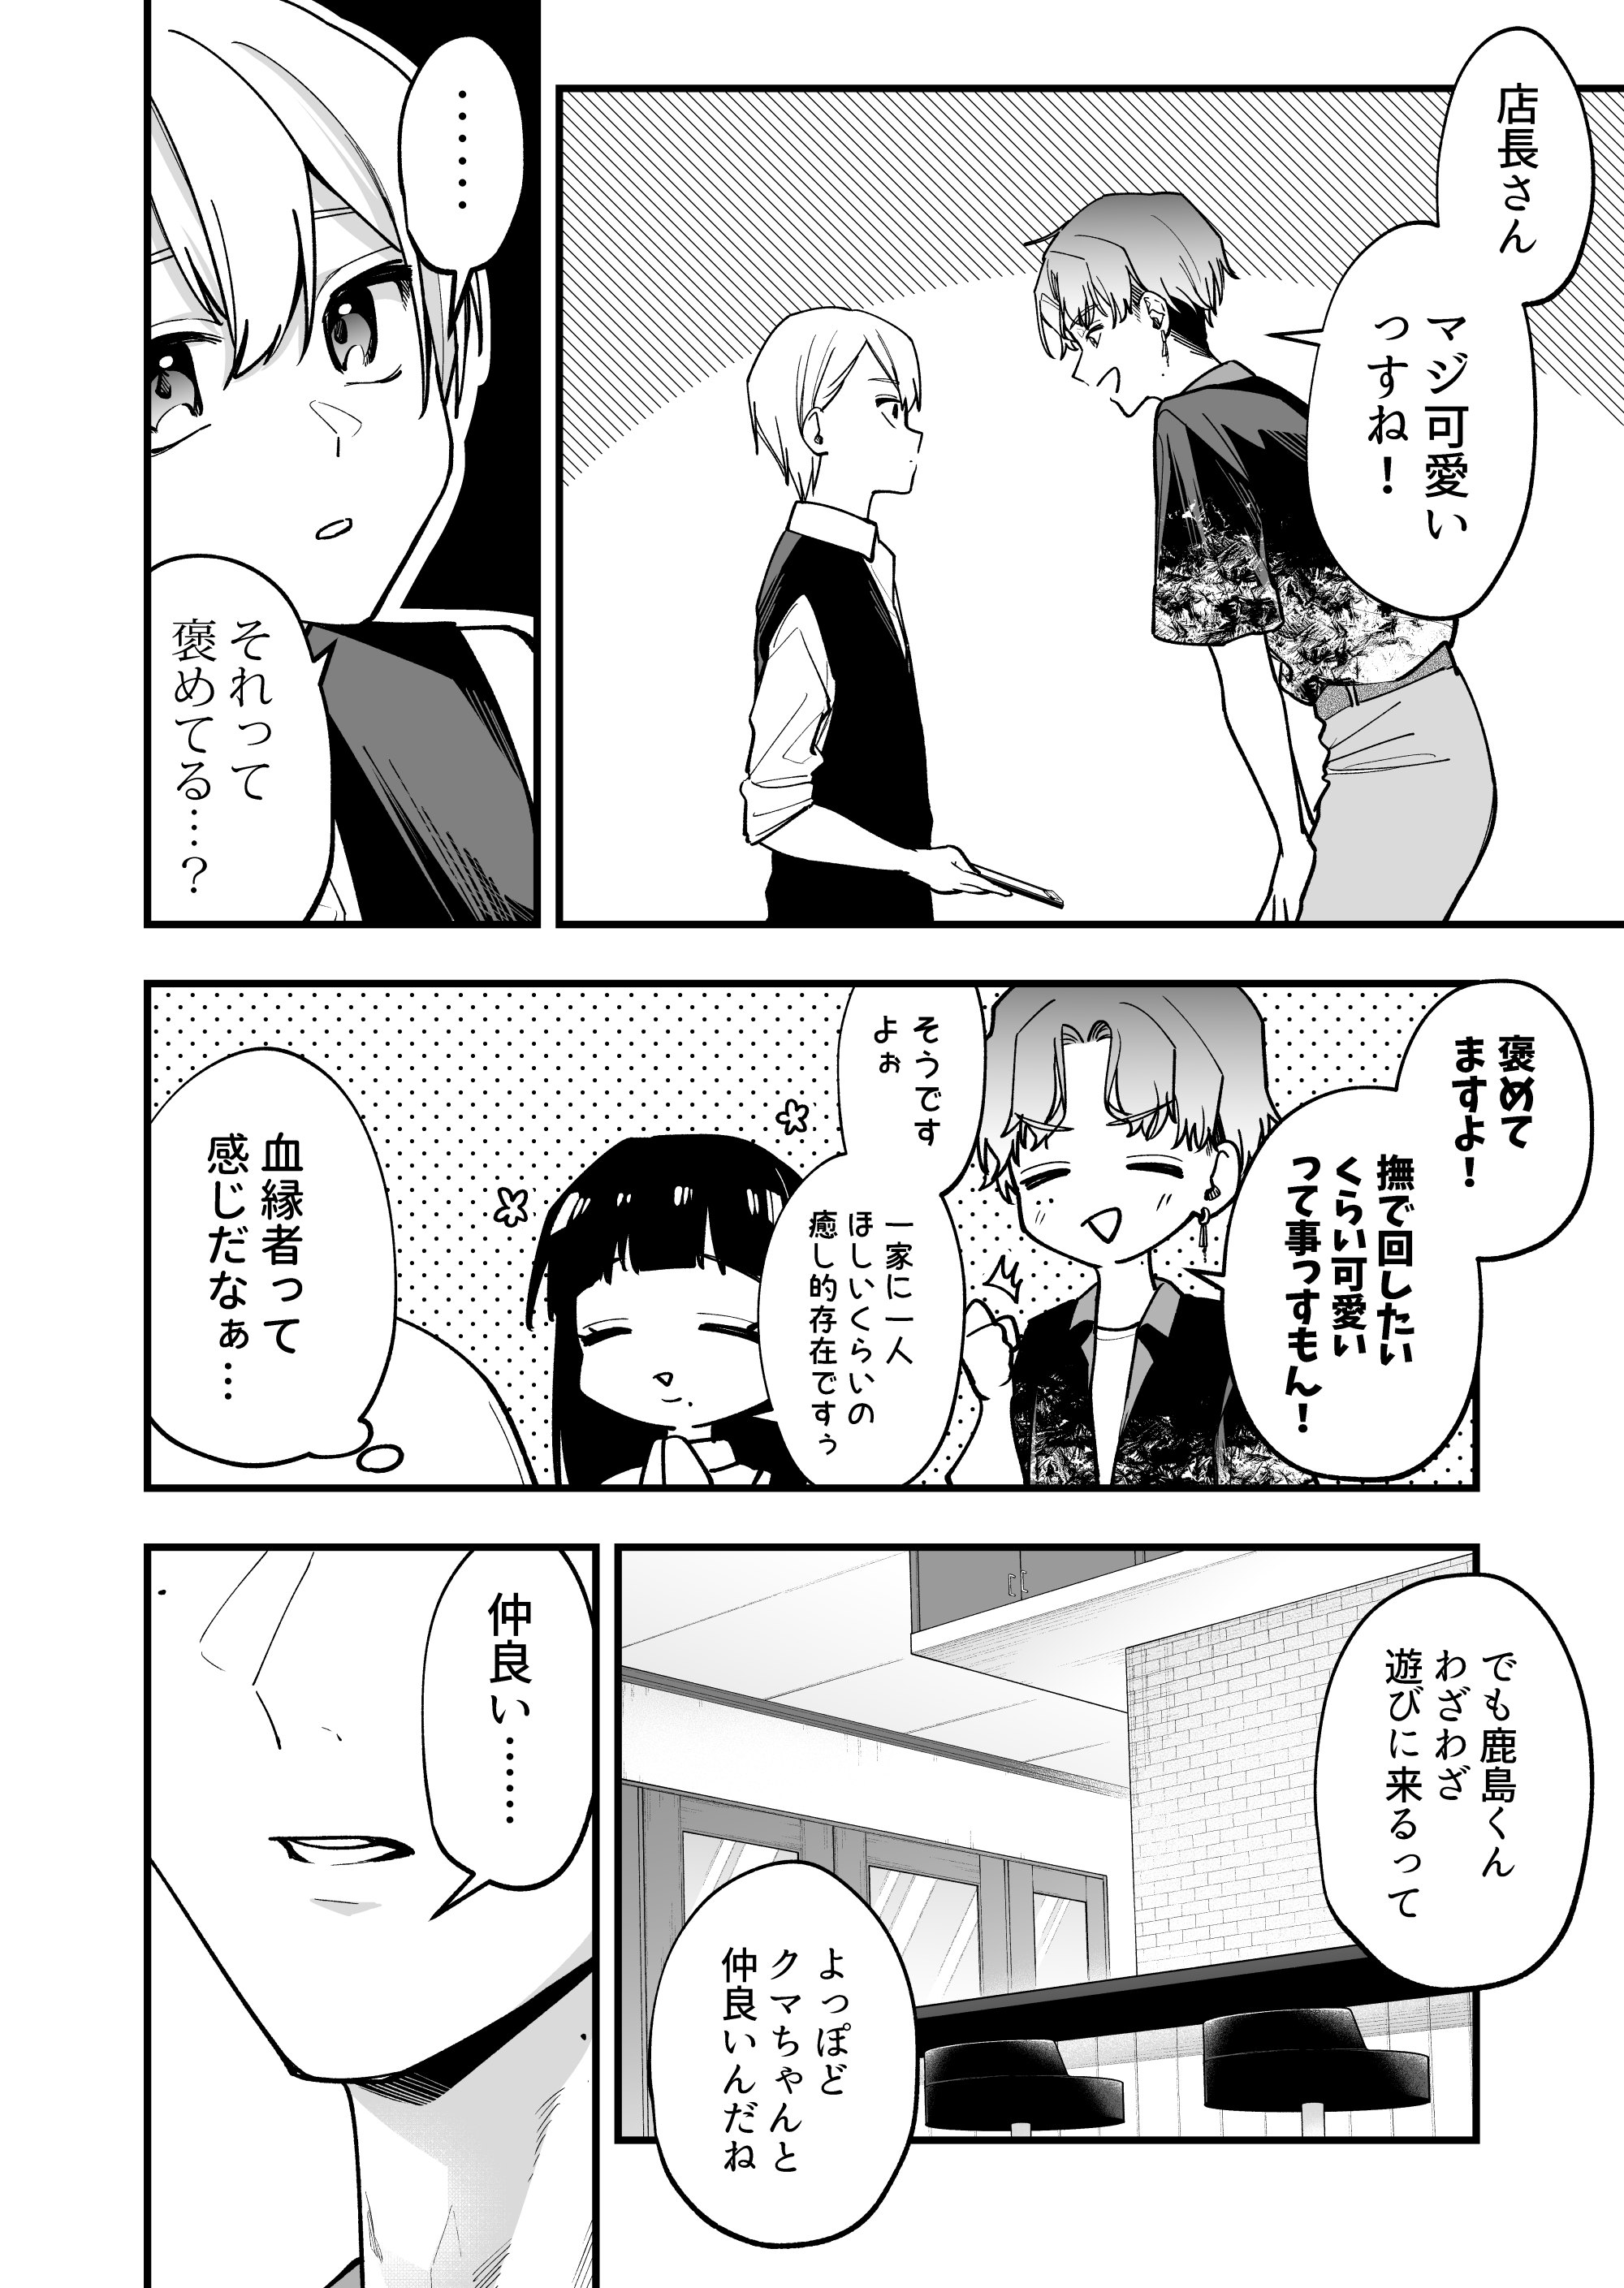 店長さん
マジ可愛い
っすね！
……
それって
褒めてる…？
褒めて
ますよ！
撫で回したい
くらい可愛い
って事っすもん！
そうです
よぉ
一家に一人
ほしいくらいの
癒し的存在ですぅ
血縁者って
感じだなぁ…
でも鹿島くん
わざわざ
遊びに来るって
よっぽど
クマちゃんと
仲良いんだね
仲良い……